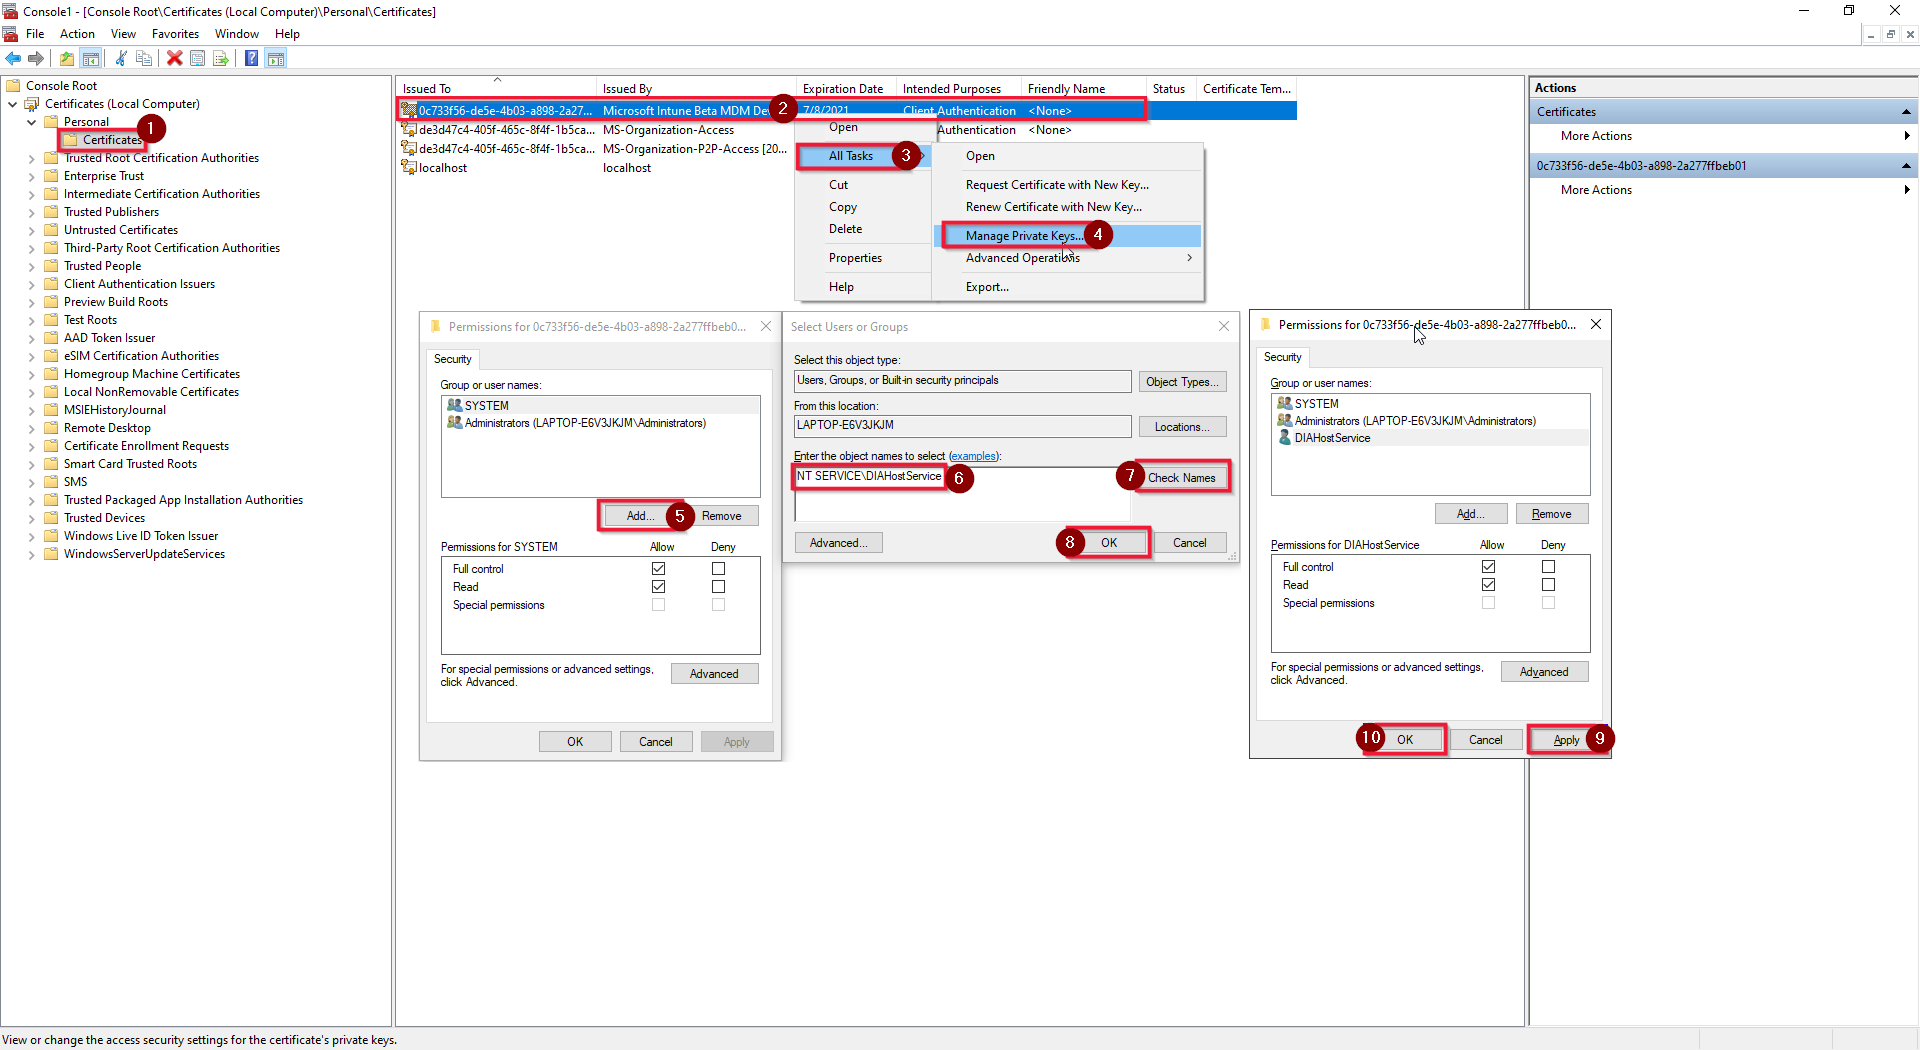 Console1 - [Console Root\Certificates (Local Computer)\Personal\Certificates]
File Action View Favorites Window Help
Console Root
Certificates (Local Computer)
Personal
Certificates 1
Trusted Root Certification Authorities
Enterprise Trust
Intermediate Certification Authorities
Trusted Publishers
Untrusted Certificates
Third-Party Root Certification Authorities
Trusted People
Client Authentication Issuers
Preview Build Roots
Test Roots
AAD Token Issuer
eSIM Certification Authorities
Homegroup Machine Certificates
Local NonRemovable Certificates
MSIEHistoryJournal
Remote Desktop
Certificate Enrollment Requests
Smart Card Trusted Roots
SMS
Trusted Packaged App Installation Authorities
Trusted Devices
Windows Live ID Token Issuer
WindowsServerUpdateServices
Issued To Issued By Expiration Date Intended Purposes Friendly Name Status Certificate Tem...
0c733f56-de5e-4b03-a898-2a27... Microsoft Intune Beta MDM De 2 7/8/2021 Client Authentication <None>
de3d47c4-405f-465c-8f4f-1b5ca... MS-Organization-Access Authentication <None>
de3d47c4-405f-465c-8f4f-1b5ca... MS-Organization-P2P-Access [20...
localhost localhost
Open
All Tasks 3
Cut
Copy
Delete
Properties
Help
Open
Request Certificate with New Key...
Renew Certificate with New Key...
Manage Private Keys... 4
Advanced Operations
Export...
Actions
Certificates
More Actions
0c733f56-de5e-4b03-a898-2a277ffbeb01
More Actions
Permissions for 0c733f56-de5e-4b03-a898-2a277ffbeb0...
Security
Group or user names:
SYSTEM
Administrators (LAPTOP-E6V3JKJM\Administrators)
Add... 5 Remove
Permissions for SYSTEM Allow Deny
Full control
Read
Special permissions
For special permissions or advanced settings,
click Advanced.
Advanced
OK Cancel Apply
Select Users or Groups
Select this object type:
Users, Groups, or Built-in security principals Object Types...
From this location:
LAPTOP-E6V3JKJM Locations...
Enter the object names to select (examples):
NT SERVICE\DIAHostService 6 7 Check Names
Advanced... 8 OK Cancel
Permissions for 0c733f56-de5e-4b03-a898-2a277ffbeb0...
Security
Group or user names:
SYSTEM
Administrators (LAPTOP-E6V3JKJM\Administrators)
DIAHostService
Add... Remove
Permissions for DIAHostService Allow Deny
Full control
Read
Special permissions
For special permissions or advanced settings,
click Advanced.
Advanced
10 OK Cancel Apply 9
View or change the access security settings for the certificate's private keys.